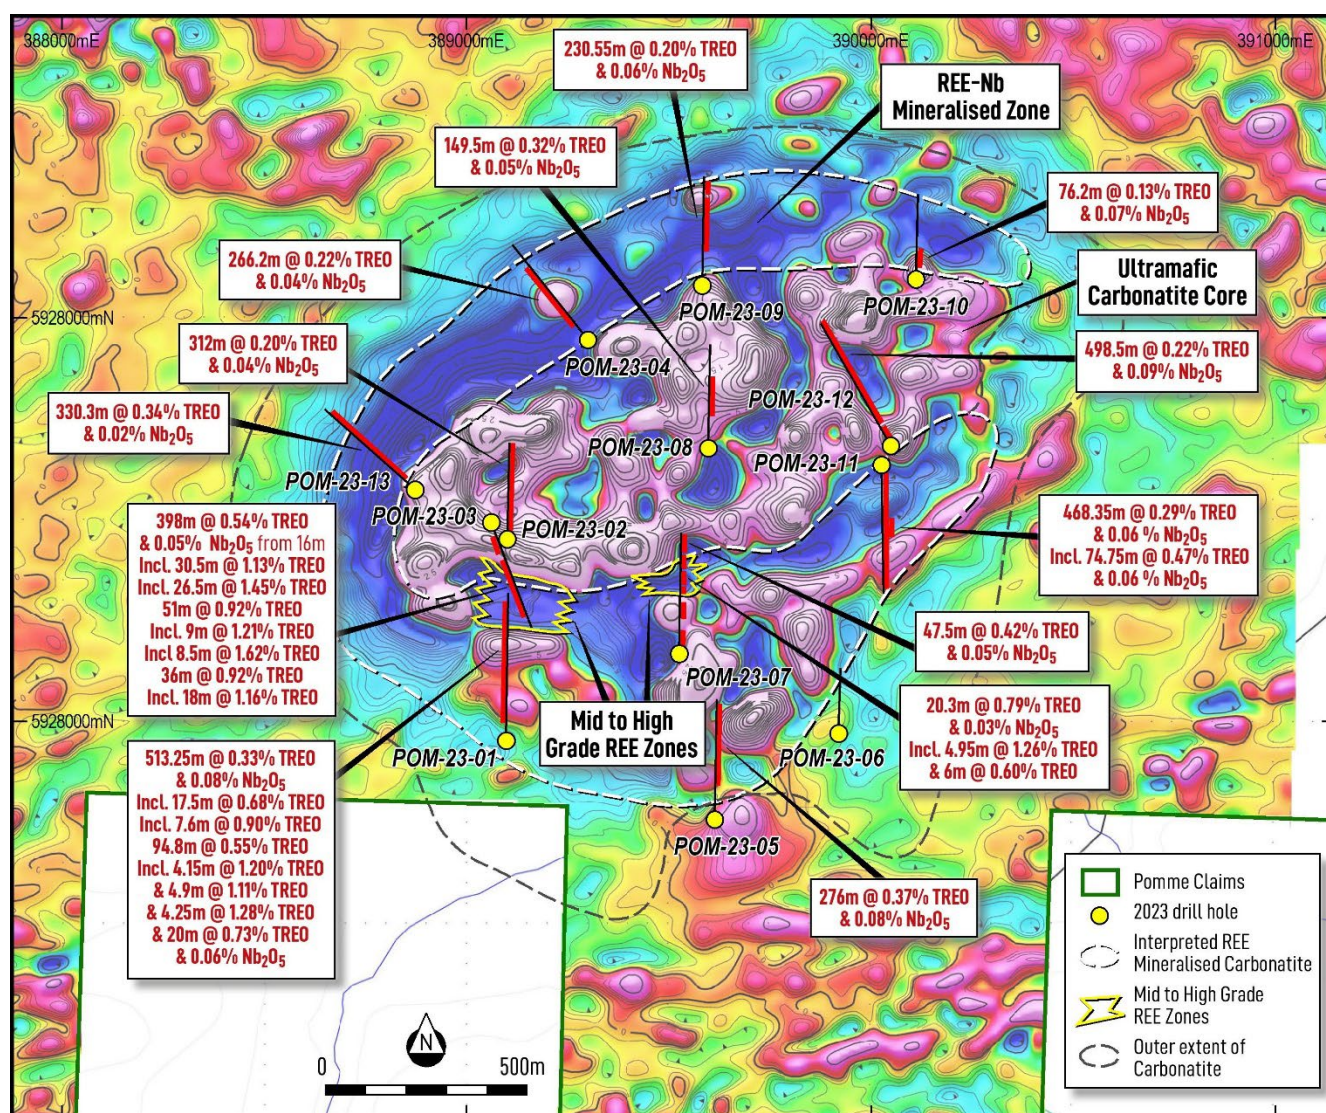 388000mE
389000mE
390000mE
391000mE
230.55m @ 0.20% TREO
& 0.06% Nb₂O₅
REE-Nb
Mineralised Zone
149.5m @ 0.32% TREO
& 0.05% Nb₂O₅
76.2m @ 0.13% TREO
& 0.07% Nb₂O₅
266.2m @ 0.22% TREO
& 0.04% Nb₂O₅
Ultramafic
Carbonatite Core
5928000mN
POM-23-09
POM-23-10
POM-23-04
312m @ 0.20% TREO
& 0.04% Nb₂O₅
498.5m @ 0.22% TREO
& 0.09% Nb₂O₅
330.3m @ 0.34% TREO
& 0.02% Nb₂O₅
POM-23-12
POM-23-08
POM-23-11
POM-23-13
POM-23-03
POM-23-02
398m @ 0.54% TREO
& 0.05% Nb₂O₅ from 16m
Incl. 30.5m @ 1.13% TREO
Incl. 26.5m @ 1.45% TREO
51m @ 0.92% TREO
Incl. 9m @ 1.21% TREO
Incl 8.5m @ 1.62% TREO
36m @ 0.92% TREO
Incl. 18m @ 1.16% TREO
468.35m @ 0.29% TREO
& 0.06 % Nb₂O₅
Incl 74.75m @ 0.47% TREO
& 0.06 % Nb₂O₅
47.5m @ 0.42% TREO
& 0.05% Nb₂O₅
POM-23-07
20.3m @ 0.79% TREO
& 0.03% Nb₂O₅
Incl 4.95m @ 1.26% TREO
& 6m @ 0.60% TREO
Mid to High
Grade REE Zones
5928000mN
POM-23-01
POM-23-06
513.25m @ 0.33% TREO
& 0.08% Nb₂O₅
Incl. 17.5m @ 0.68% TREO
Incl. 7.6m @ 0.90% TREO
94.8m @ 0.55% TREO
Incl. 4.15m @ 1.20% TREO
& 4.9m @ 1.11% TREO
& 4.25m @ 1.28% TREO
& 20m @ 0.73% TREO
& 0.06% Nb₂O₅
POM-23-05
276m @ 0.37% TREO
& 0.08% Nb₂O₅
Pomme Claims
2023 drill hole
Interpreted REE
Mineralised Carbonatite
Mid to High Grade
REE Zones
Outer extent of
Carbonatite
N
0
500m